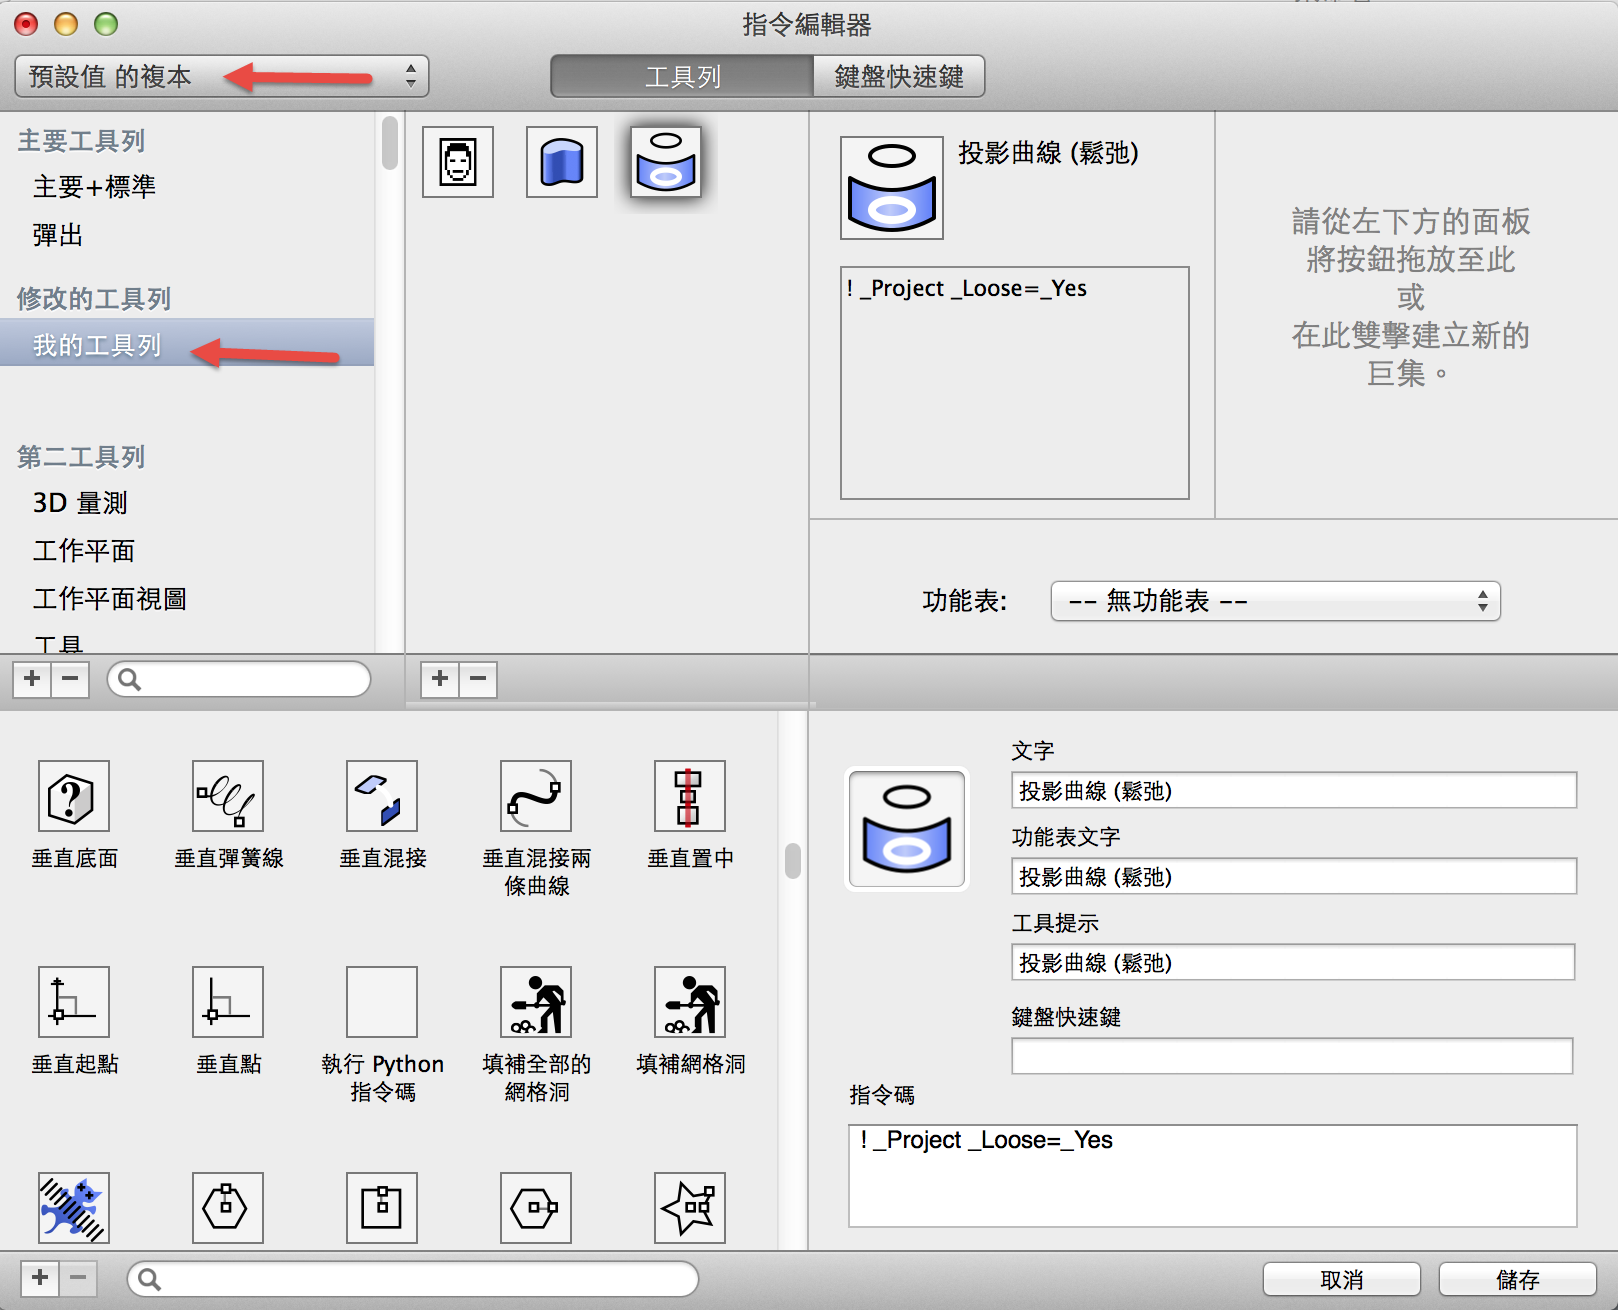 指令編輯器
預設值 的複本
工具列
鍵盤快速鍵
主要工具列
主要+標準
彈出
修改的工具列
我的工具列
第二工具列
3D 量測
工作平面
工作平面視圖
工具
投影曲線 (鬆弛)
! _Project _Loose=_Yes
請從左下方的面板
將按鈕拖放至此
或
在此雙擊建立新的
巨集。
功能表:
-- 無功能表 --
垂直底面
垂直彈簧線
垂直混接
垂直混接兩
條曲線
垂直置中
垂直起點
垂直點
執行 Python
指令碼
填補全部的
網格洞
填補網格洞
文字
投影曲線 (鬆弛)
功能表文字
投影曲線 (鬆弛)
工具提示
投影曲線 (鬆弛)
鍵盤快速鍵
指令碼
! _Project _Loose=_Yes
取消
儲存